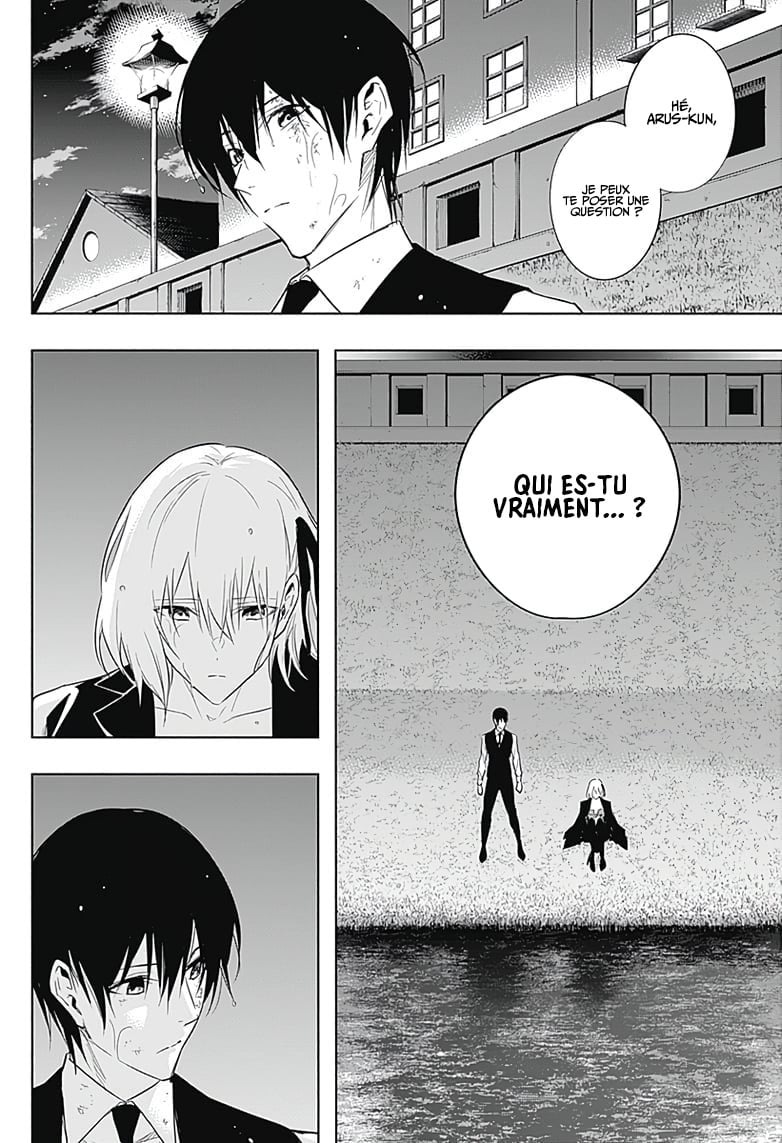 HÉ,
ARUS-KUN,
JE PEUX
TE POSER UNE
QUESTION ?
QUI ES-TU
VRAIMENT... ?